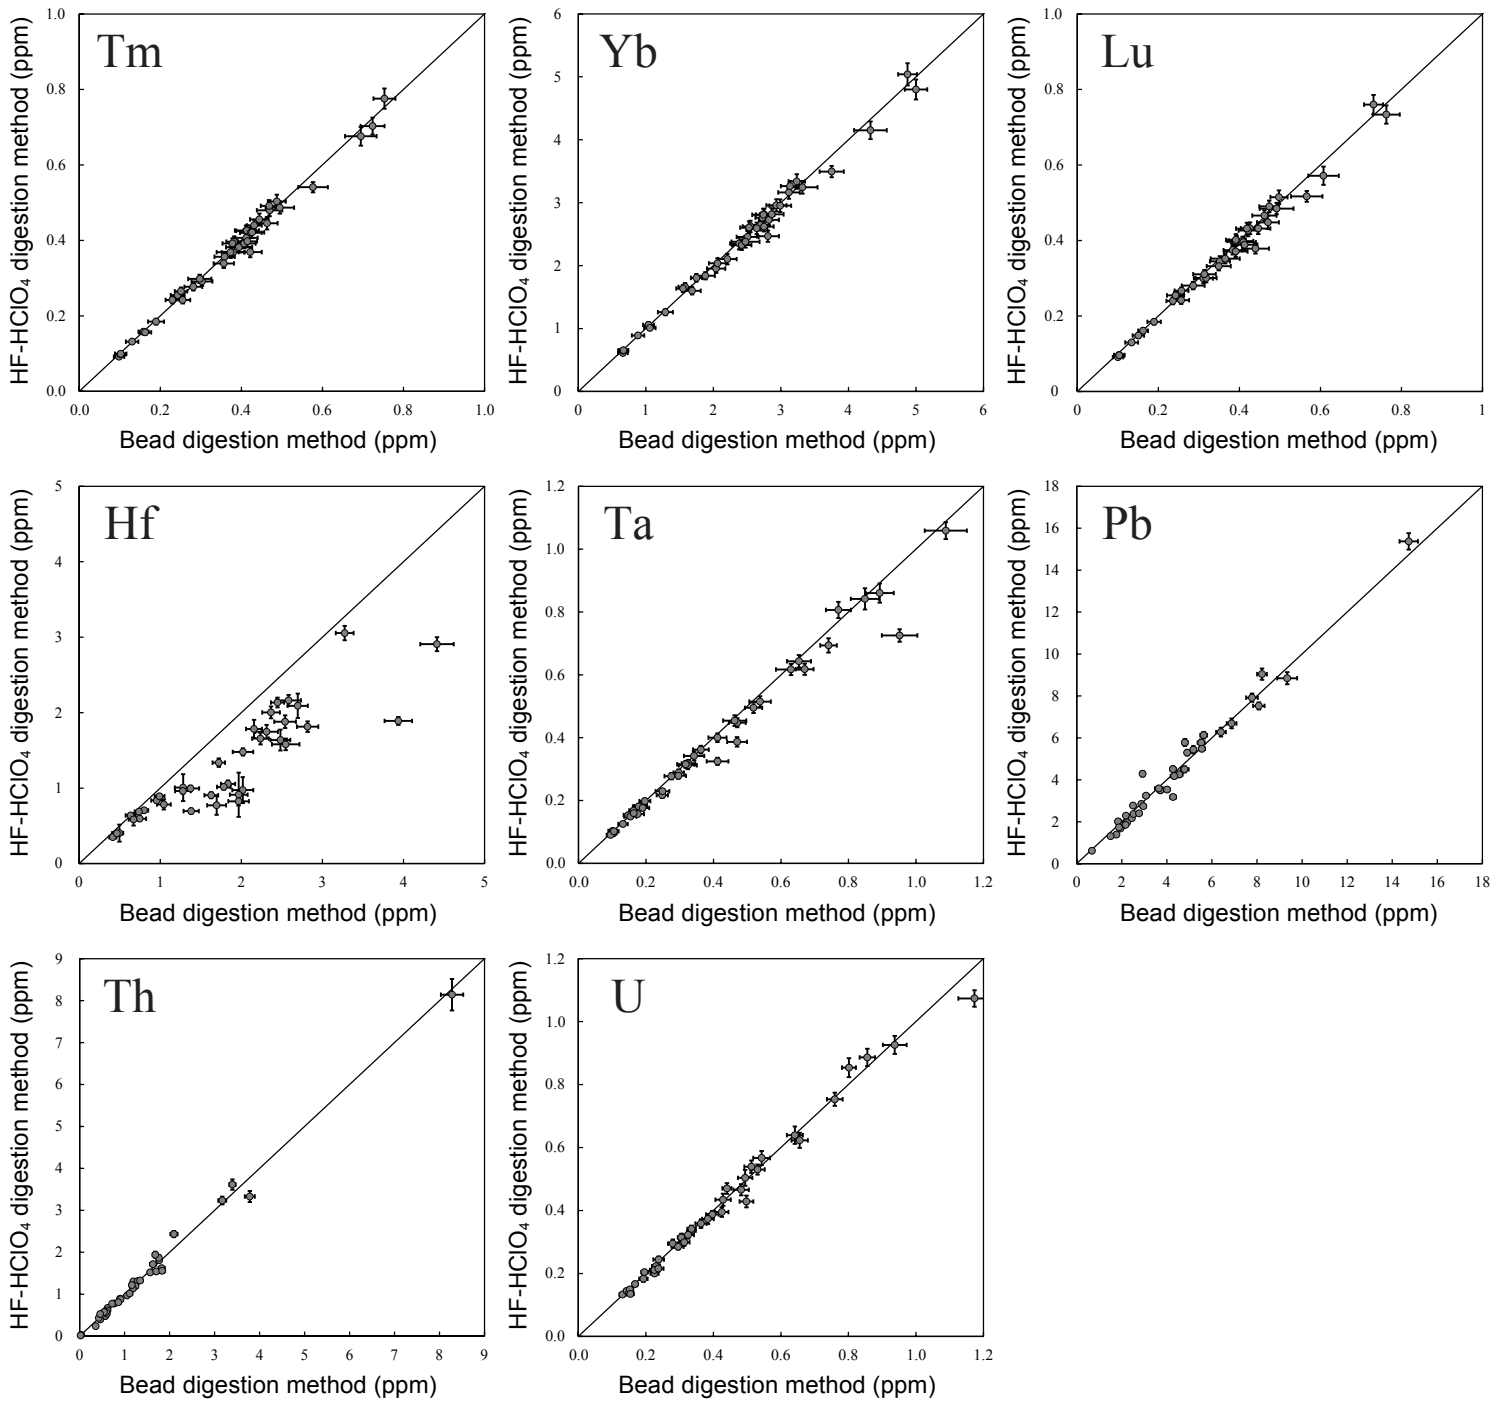 Tm
HF-HClO₄ digestion method (ppm)
1.0
0.8
0.6
0.4
0.2
0.0
0.0 0.2 0.4 0.6 0.8 1.0
Bead digestion method (ppm)
Yb
HF-HClO₄ digestion method (ppm)
6
5
4
3
2
1
0
0 1 2 3 4 5 6
Bead digestion method (ppm)
Lu
HF-HClO₄ digestion method (ppm)
1.0
0.8
0.6
0.4
0.2
0
0 0.2 0.4 0.6 0.8 1
Bead digestion method (ppm)
Hf
HF-HClO₄ digestion method (ppm)
5
4
3
2
1
0
0 1 2 3 4 5
Bead digestion method (ppm)
Ta
HF-HClO₄ digestion method (ppm)
1.2
1.0
0.8
0.6
0.4
0.2
0.0
0.0 0.2 0.4 0.6 0.8 1.0 1.2
Bead digestion method (ppm)
Pb
HF-HClO₄ digestion method (ppm)
18
16
14
12
10
8
6
4
2
0
0 2 4 6 8 10 12 14 16 18
Bead digestion method (ppm)
Th
HF-HClO₄ digestion method (ppm)
9
8
7
6
5
4
3
2
1
0
0 1 2 3 4 5 6 7 8 9
Bead digestion method (ppm)
U
HF-HClO₄ digestion method (ppm)
1.2
1.0
0.8
0.6
0.4
0.2
0.0
0.0 0.2 0.4 0.6 0.8 1.0 1.2
Bead digestion method (ppm)